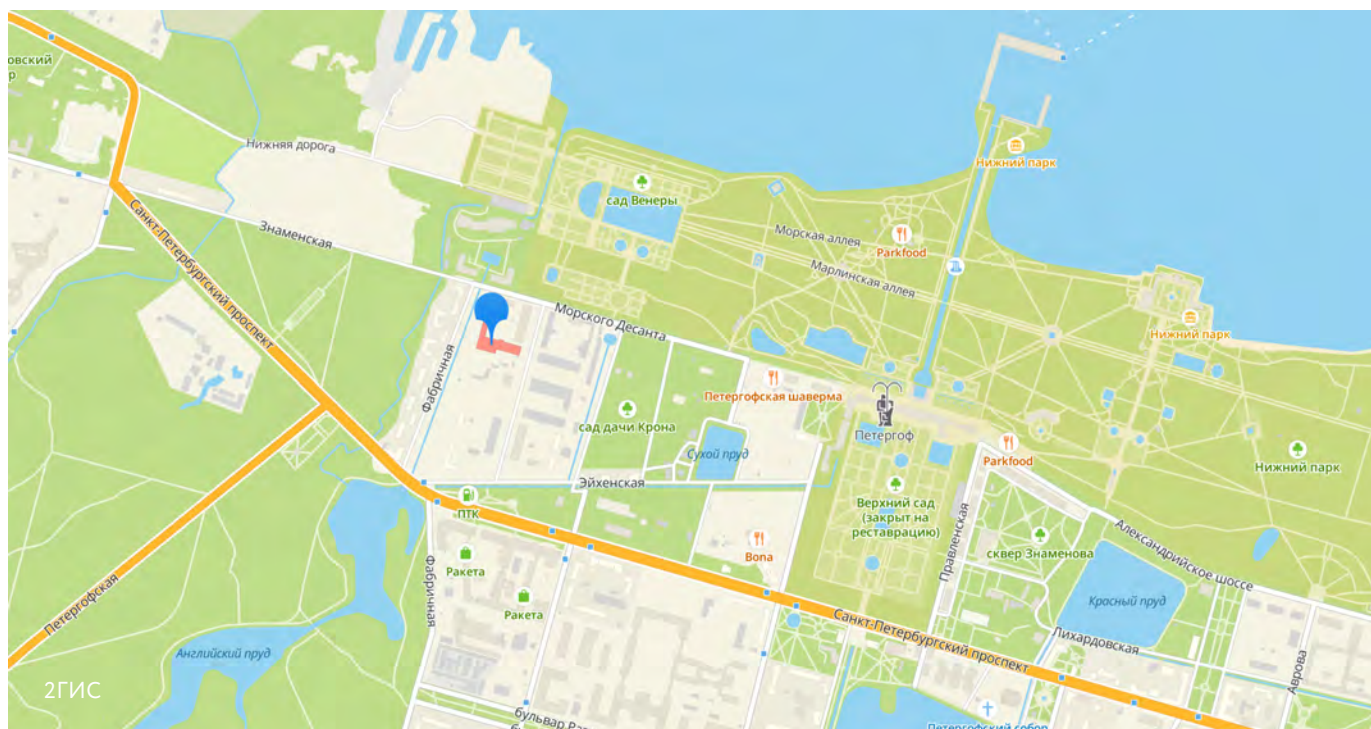 овский
р
Нижняя дорога
Нижний парк
сад Венеры
Морская аллея
Parkfood
Знаменская
Санкт-Петербургский проспект
Марлинская аллея
Морского Десанта
Нижний парк
Фабричная
Петергофская шаверма
Петергоф
сад дачи Крона
Сухой пруд
Parkfood
Нижний парк
Эйхенская
Верхний сад
(закрыт на
реставрацию)
ПТК
Правленская
Александрийское шоссе
сквер Знаменова
Bona
Фабричная
Ракета
Ракета
Красный пруд
Петергофская
Санкт-Петербургский проспект
Лихардовская
Английский пруд
Аврова
2ГИС
бульвар Ра
Петергофский собор